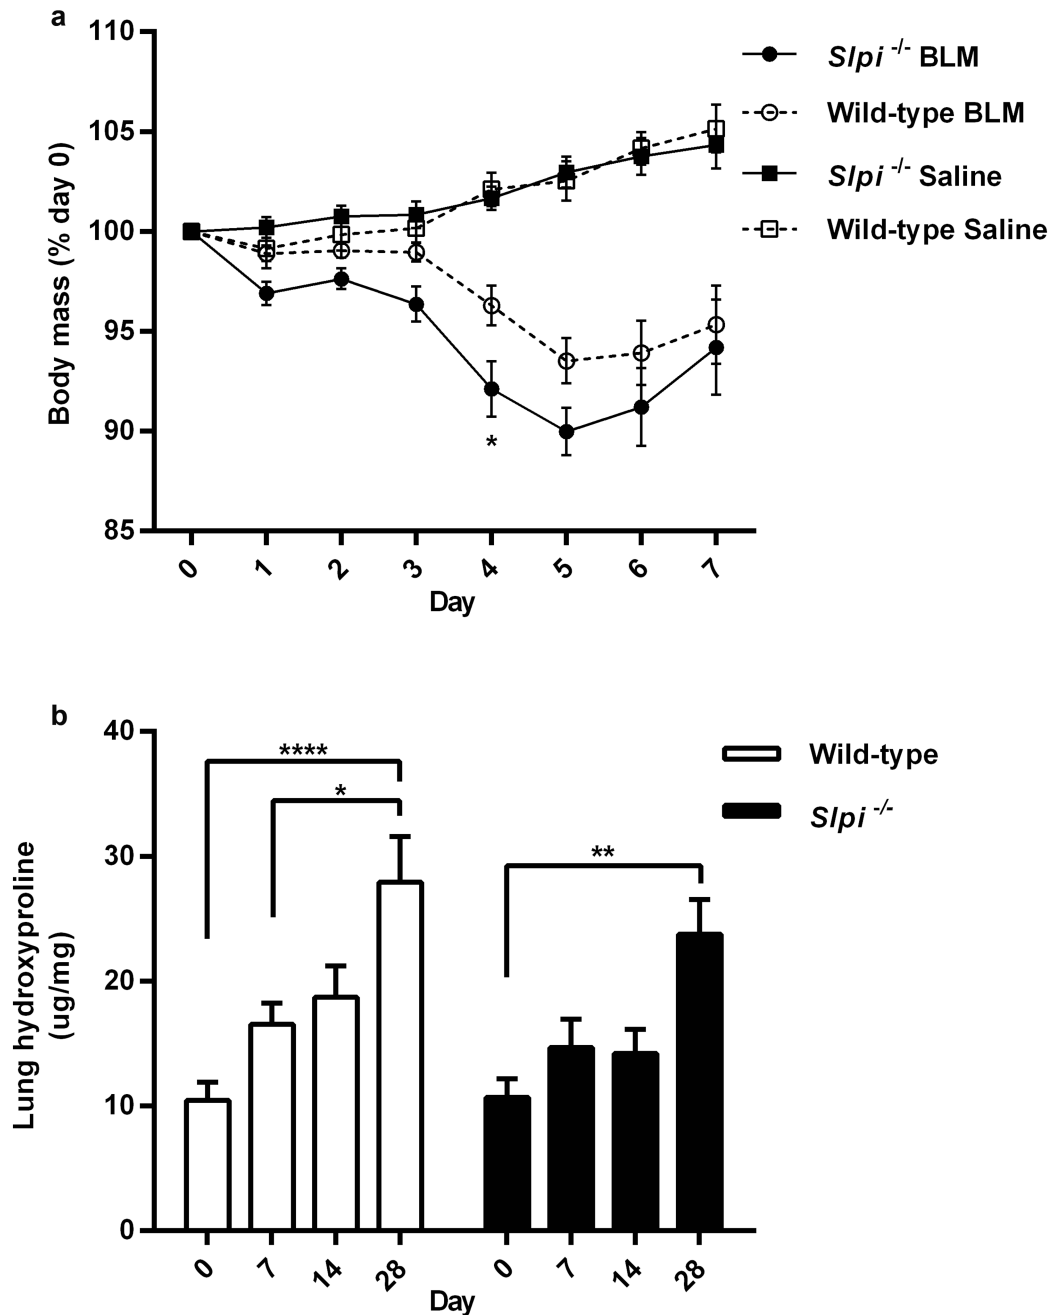 a
110
105
100
95
90
85
Body mass (% day 0)
*
0 1 2 3 4 5 6 7
Day
Slpi -/- BLM
Wild-type BLM
Slpi -/- Saline
Wild-type Saline
b
40
30
20
10
0
Lung hydroxyproline
(ug/mg)
****
*
**
0 7 14 28 0 7 14 28
Day
Wild-type
Slpi -/-